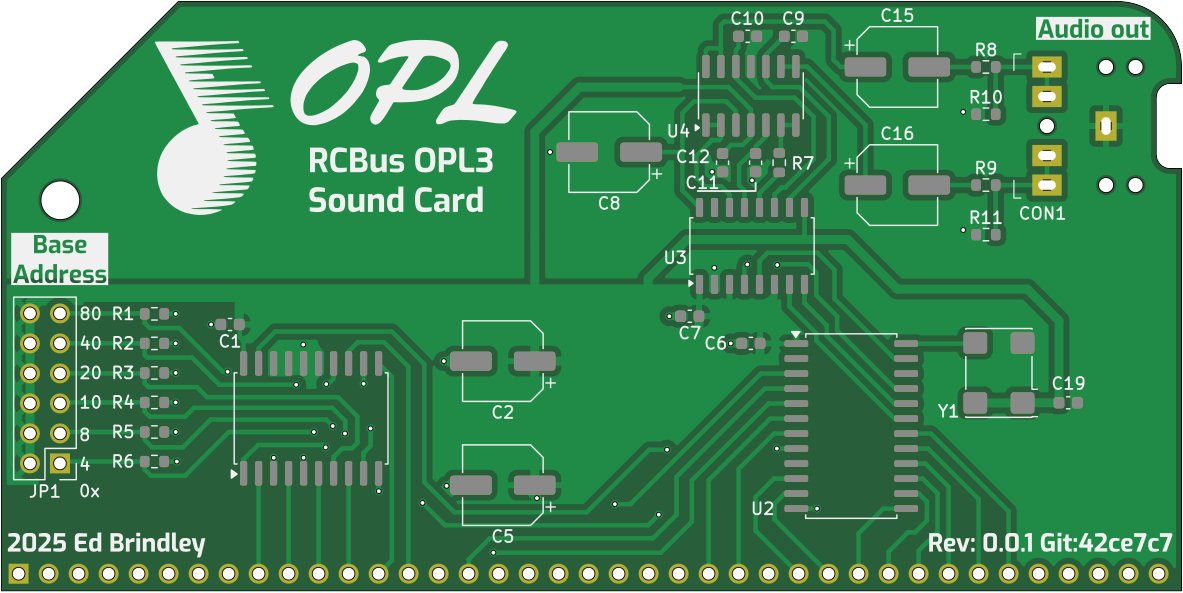 OPL
RCBus OPL3
Sound Card
Audio out
C10
C9
C15
R8
R10
U4
C16
C12
R7
C11
R9
C8
CON1
R11
U3
Base
Address
80 R1
40 R2
20 R3
10 R4
8 R5
4 R6
JP1 0x
C1
C7
C6
C2
C19
Y1
U2
C5
2025 Ed Brindley
Rev: 0.0.1 Git:42ce7c7